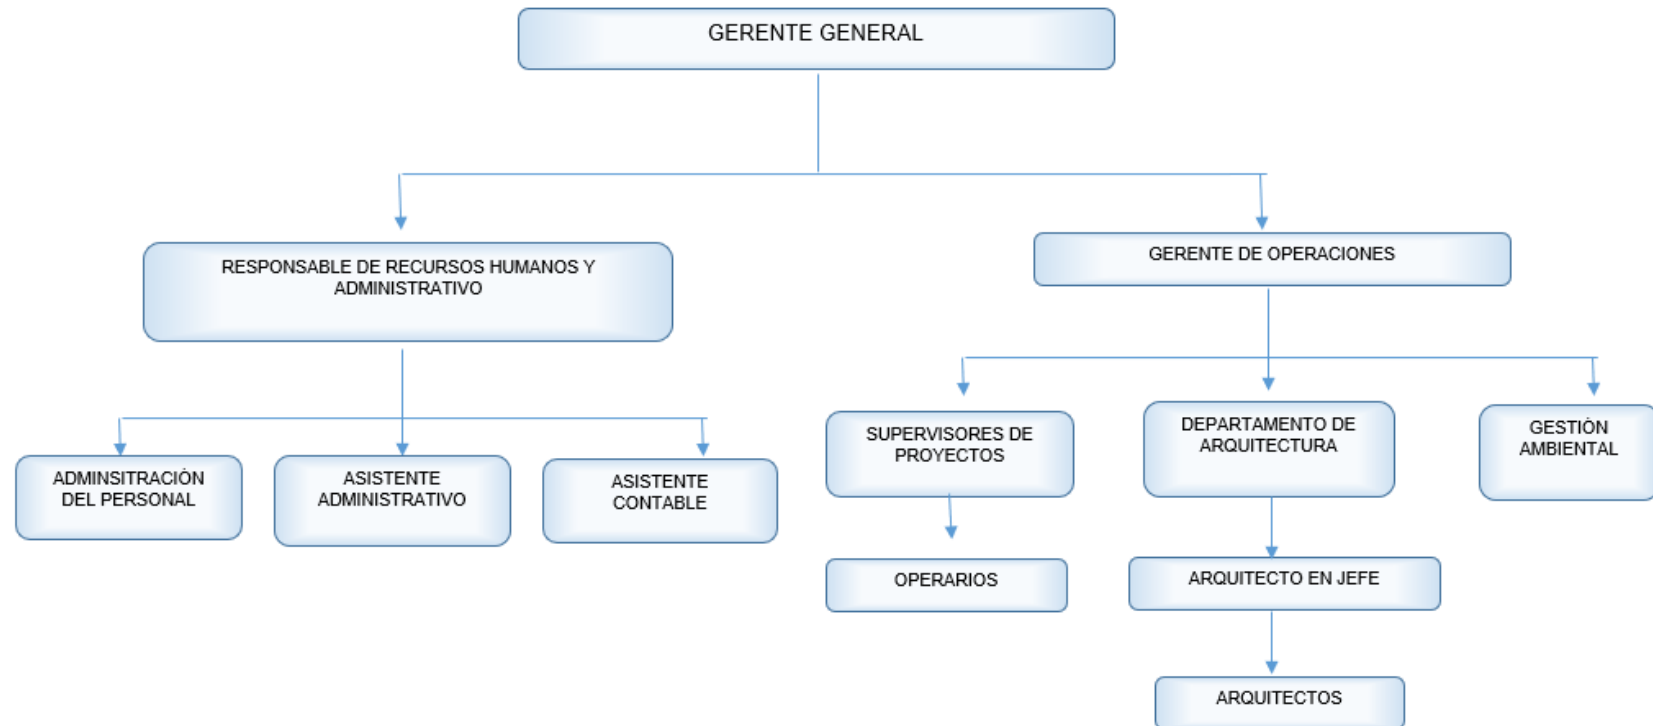 GERENTE GENERAL
RESPONSABLE DE RECURSOS HUMANOS Y
ADMINISTRATIVO
GERENTE DE OPERACIONES
ADMINSITRACIÓN
DEL PERSONAL
ASISTENTE
ADMINISTRATIVO
ASISTENTE
CONTABLE
SUPERVISORES DE
PROYECTOS
DEPARTAMENTO DE
ARQUITECTURA
GESTIÓN
AMBIENTAL
OPERARIOS
ARQUITECTO EN JEFE
ARQUITECTOS